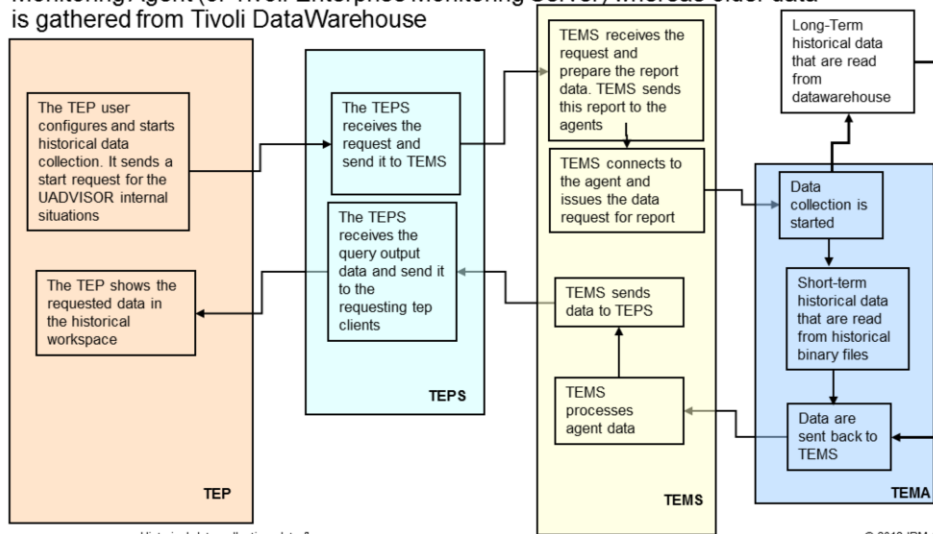 is gathered from Tivoli DataWarehouse
The TEP user
configures and starts
historical data
collection. It sends a
start request for the
UADVISOR internal
situations
The TEP shows the
requested data in
the historical
workspace
TEP
The TEPS
receives the
request and
send it to TEMS
The TEPS
receives the
query output
data and send it
to the
requesting tep
clients
TEPS
TEMS receives the
request and
prepare the report
data. TEMS sends
this report to the
agents
TEMS connects to
the agent and
issues the data
request for report
TEMS sends
data to TEPS
TEMS
processes
agent data
TEMS
Long-Term
historical data
that are read
from
datawarehouse
Data
collection is
started
Short-term
historical data
that are read
from historical
binary files
Data are
sent back to
TEMS
TEMA